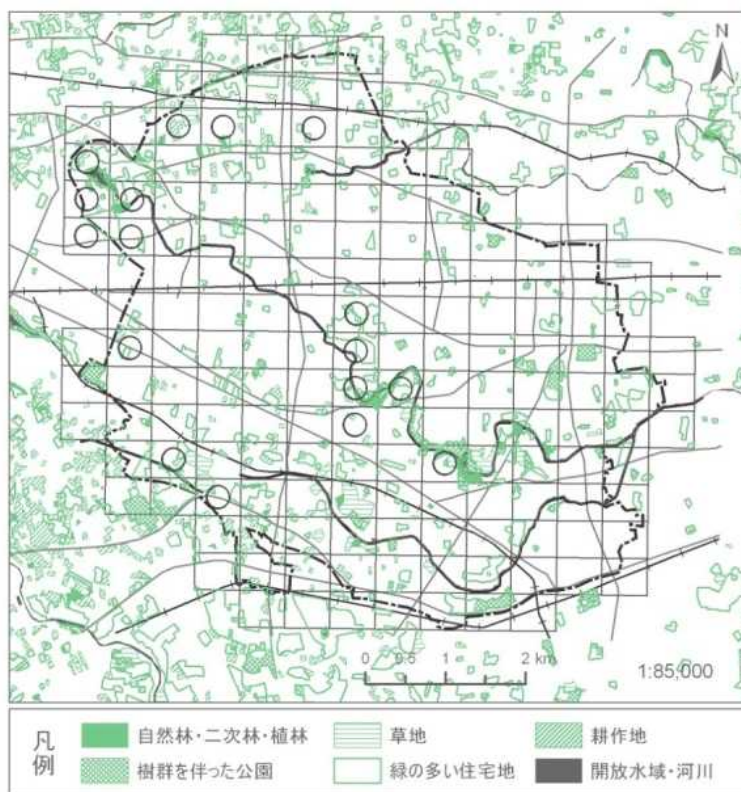 N
0 0.5 1 2 km
1:85,000
凡例
自然林・二次林・植林
草地
耕作地
樹群を伴った公園
緑の多い住宅地
開放水域・河川